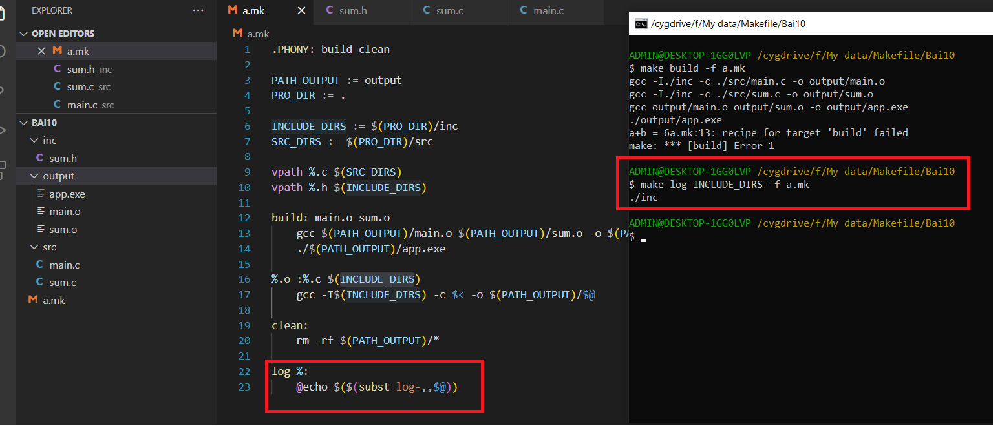 EXPLORER
···
OPEN EDITORS
a.mk
sum.h inc
sum.c src
main.c src
BAI10
inc
sum.h
output
app.exe
main.o
sum.o
src
main.c
sum.c
a.mk
a.mk
sum.h
sum.c
main.c
a.mk
1 .PHONY: build clean
2
3 PATH_OUTPUT := output
4 PRO_DIR := .
5
6 INCLUDE_DIRS := $(PRO_DIR)/inc
7 SRC_DIRS := $(PRO_DIR)/src
8
9 vpath %.c $(SRC_DIRS)
10 vpath %.h $(INCLUDE_DIRS)
11
12 build: main.o sum.o
13 gcc $(PATH_OUTPUT)/main.o $(PATH_OUTPUT)/sum.o -o $(PA
14 ./$(PATH_OUTPUT)/app.exe
15
16 %.o :%.c $(INCLUDE_DIRS)
17 gcc -I$(INCLUDE_DIRS) -c $< -o $(PATH_OUTPUT)/$@
18
19 clean:
20 rm -rf $(PATH_OUTPUT)/*
21
22 log-%:
23 @echo $($(subst log-,,$@))
/cygdrive/f/My data/Makefile/Bai10
ADMIN@DESKTOP-1GG0LVP /cygdrive/f/My data/Makefile/Bai10
$ make build -f a.mk
gcc -I./inc -c ./src/main.c -o output/main.o
gcc -I./inc -c ./src/sum.c -o output/sum.o
gcc output/main.o output/sum.o -o output/app.exe
./output/app.exe
a+b = 6a.mk:13: recipe for target 'build' failed
make: *** [build] Error 1
ADMIN@DESKTOP-1GG0LVP /cygdrive/f/My data/Makefile/Bai10
$ make log-INCLUDE_DIRS -f a.mk
./inc
ADMIN@DESKTOP-1GG0LVP /cygdrive/f/My data/Makefile/Bai10
$